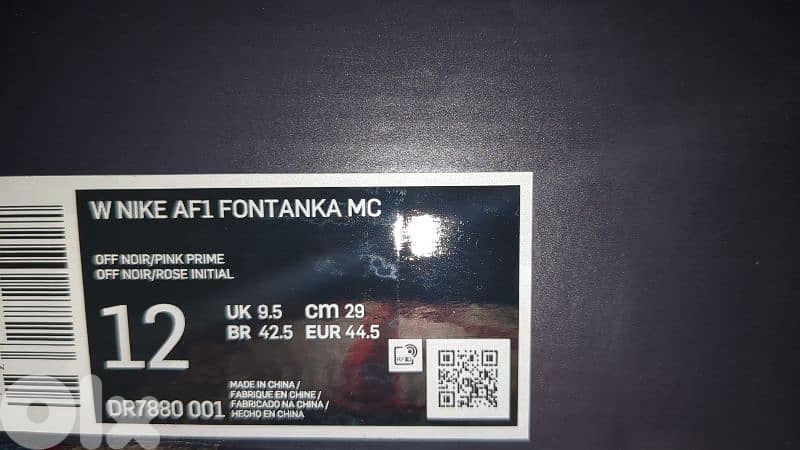 W NIKE AF1 FONTANKA MC
OFF NOIR/PINK PRIME
OFF NOIR/ROSE INITIAL
12
UK 9.5 cm 29
BR 42.5 EUR 44.5
DR7880 001
MADE IN CHINA /
FABRIQUE EN CHINE /
FABRICADO NA CHINA /
HECHO EN CHINA
olx